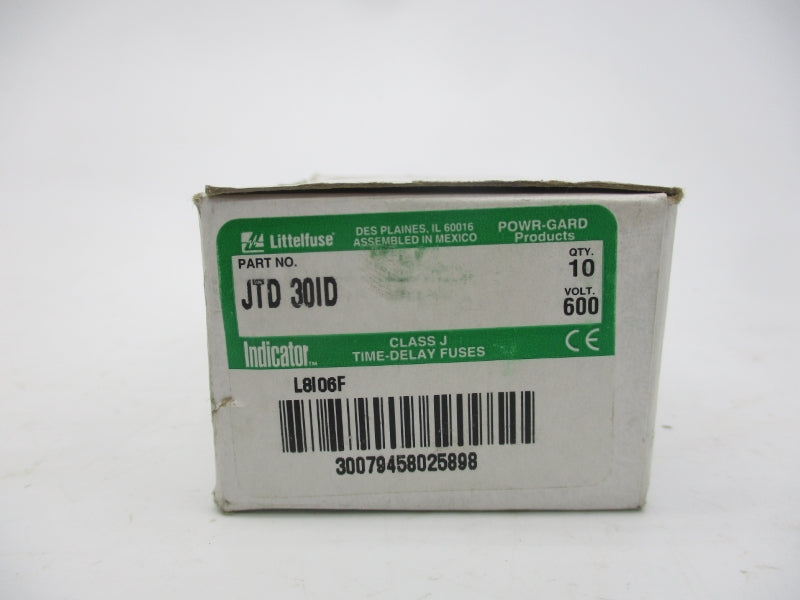 Littelfuse®
DES PLAINES, IL 60016
ASSEMBLED IN MEXICO
POWR-GARD
Products
PART NO.
JTD 30ID
QTY.
10
VOLT.
600
Indicator™
CLASS J
TIME-DELAY FUSES
CE
L8I06F
30079458025898